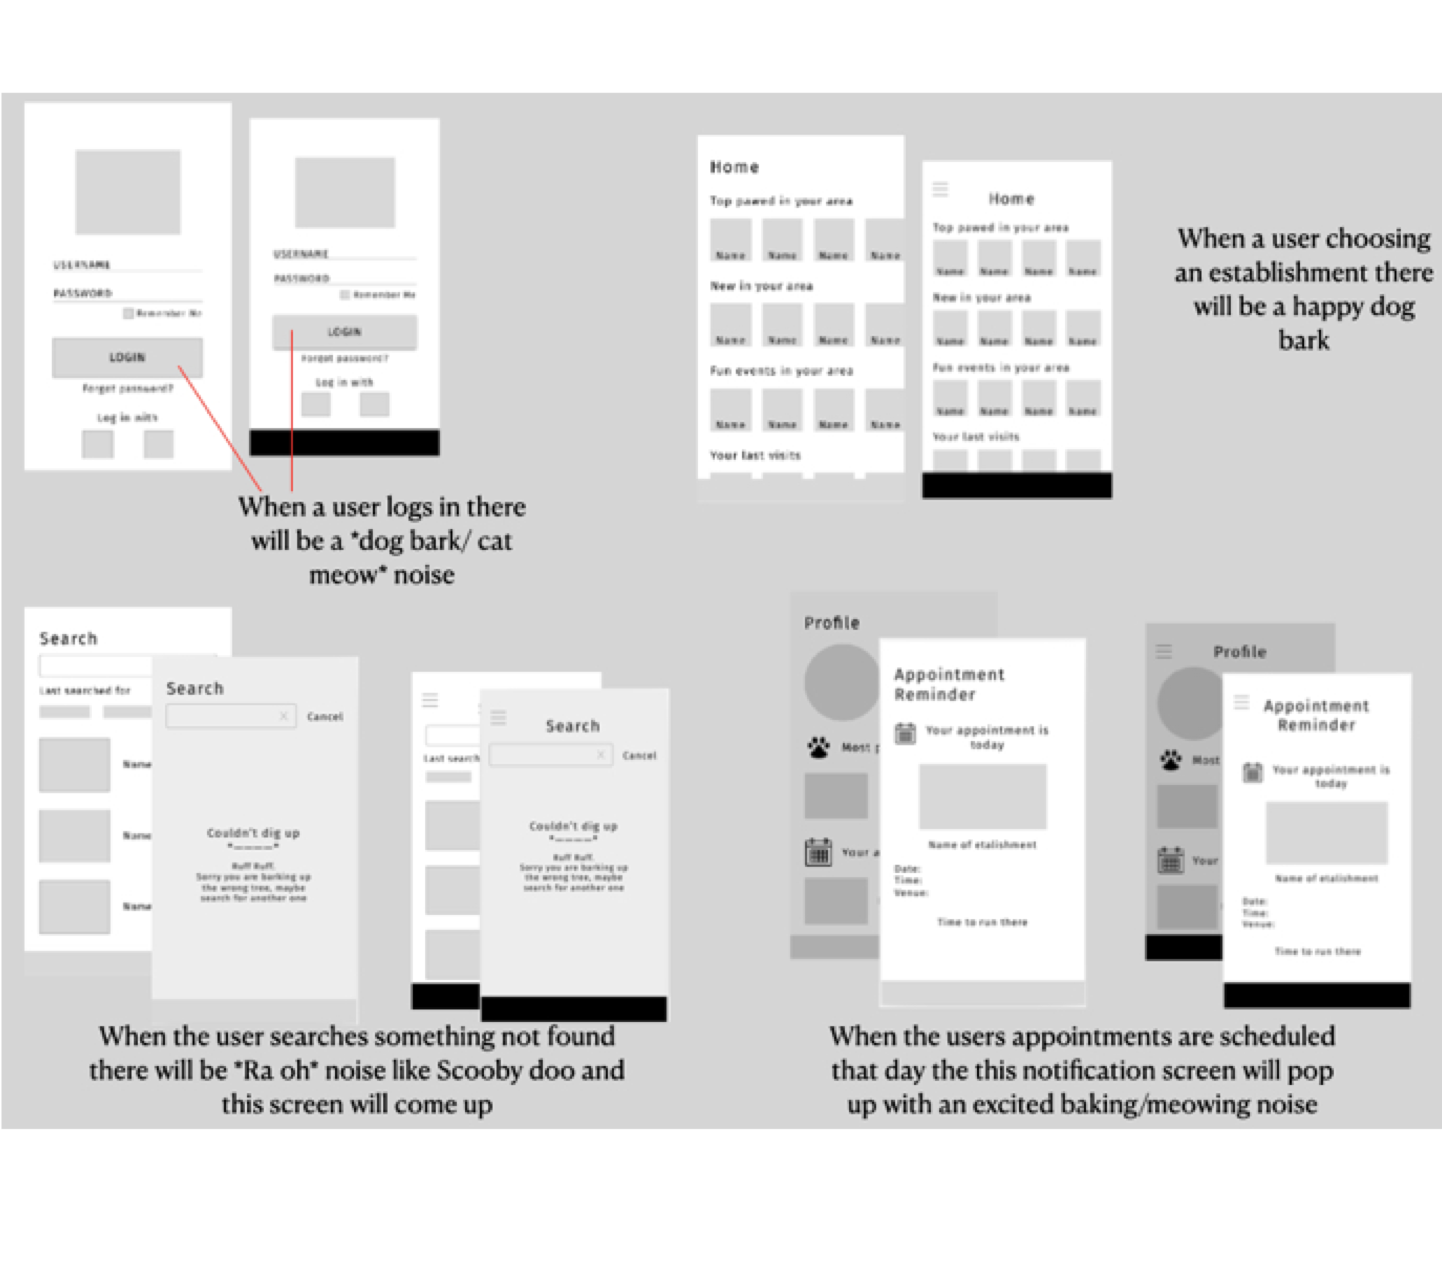 USERNAME
PASSWORD
Remember Me
LOGIN
Forgot password?
Log in with
USERNAME
PASSWORD
Remember Me
LOGIN
Forgot password?
Log in with
When a user logs in there
will be a *dog bark/ cat
meow* noise
Home
Top pawed in your area
Name Name Name Name
New in your area
Name Name Name Name
Fun events in your area
Name Name Name Name
Your last visits
Home
Top pawed in your area
Name Name Name Name
New in your area
Name Name Name Name
Fun events in your area
Name Name Name Name
Your last visits
When a user choosing
an establishment there
will be a happy dog
bark
Search
Last searched for
Name
Name
Name
Search
X Cancel
Couldn't dig up
*____*
Ruff Ruff.
Sorry you are barking up
the wrong tree, maybe
search for another one
Last search
Search
X Cancel
Couldn't dig up
*____*
Ruff Ruff.
Sorry you are barking up
the wrong tree, maybe
search for another one
When the user searches something not found
there will be *Ra oh* noise like Scooby doo and
this screen will come up
Profile
Most p
Your a
Appointment
Reminder
Your appointment is
today
Name of etalishment
Date:
Time:
Venue:
Time to run there
Profile
Most
Your
Appointment
Reminder
Your appointment is
today
Name of etalishment
Date:
Time:
Venue:
Time to run there
When the users appointments are scheduled
that day the this notification screen will pop
up with an excited baking/meowing noise